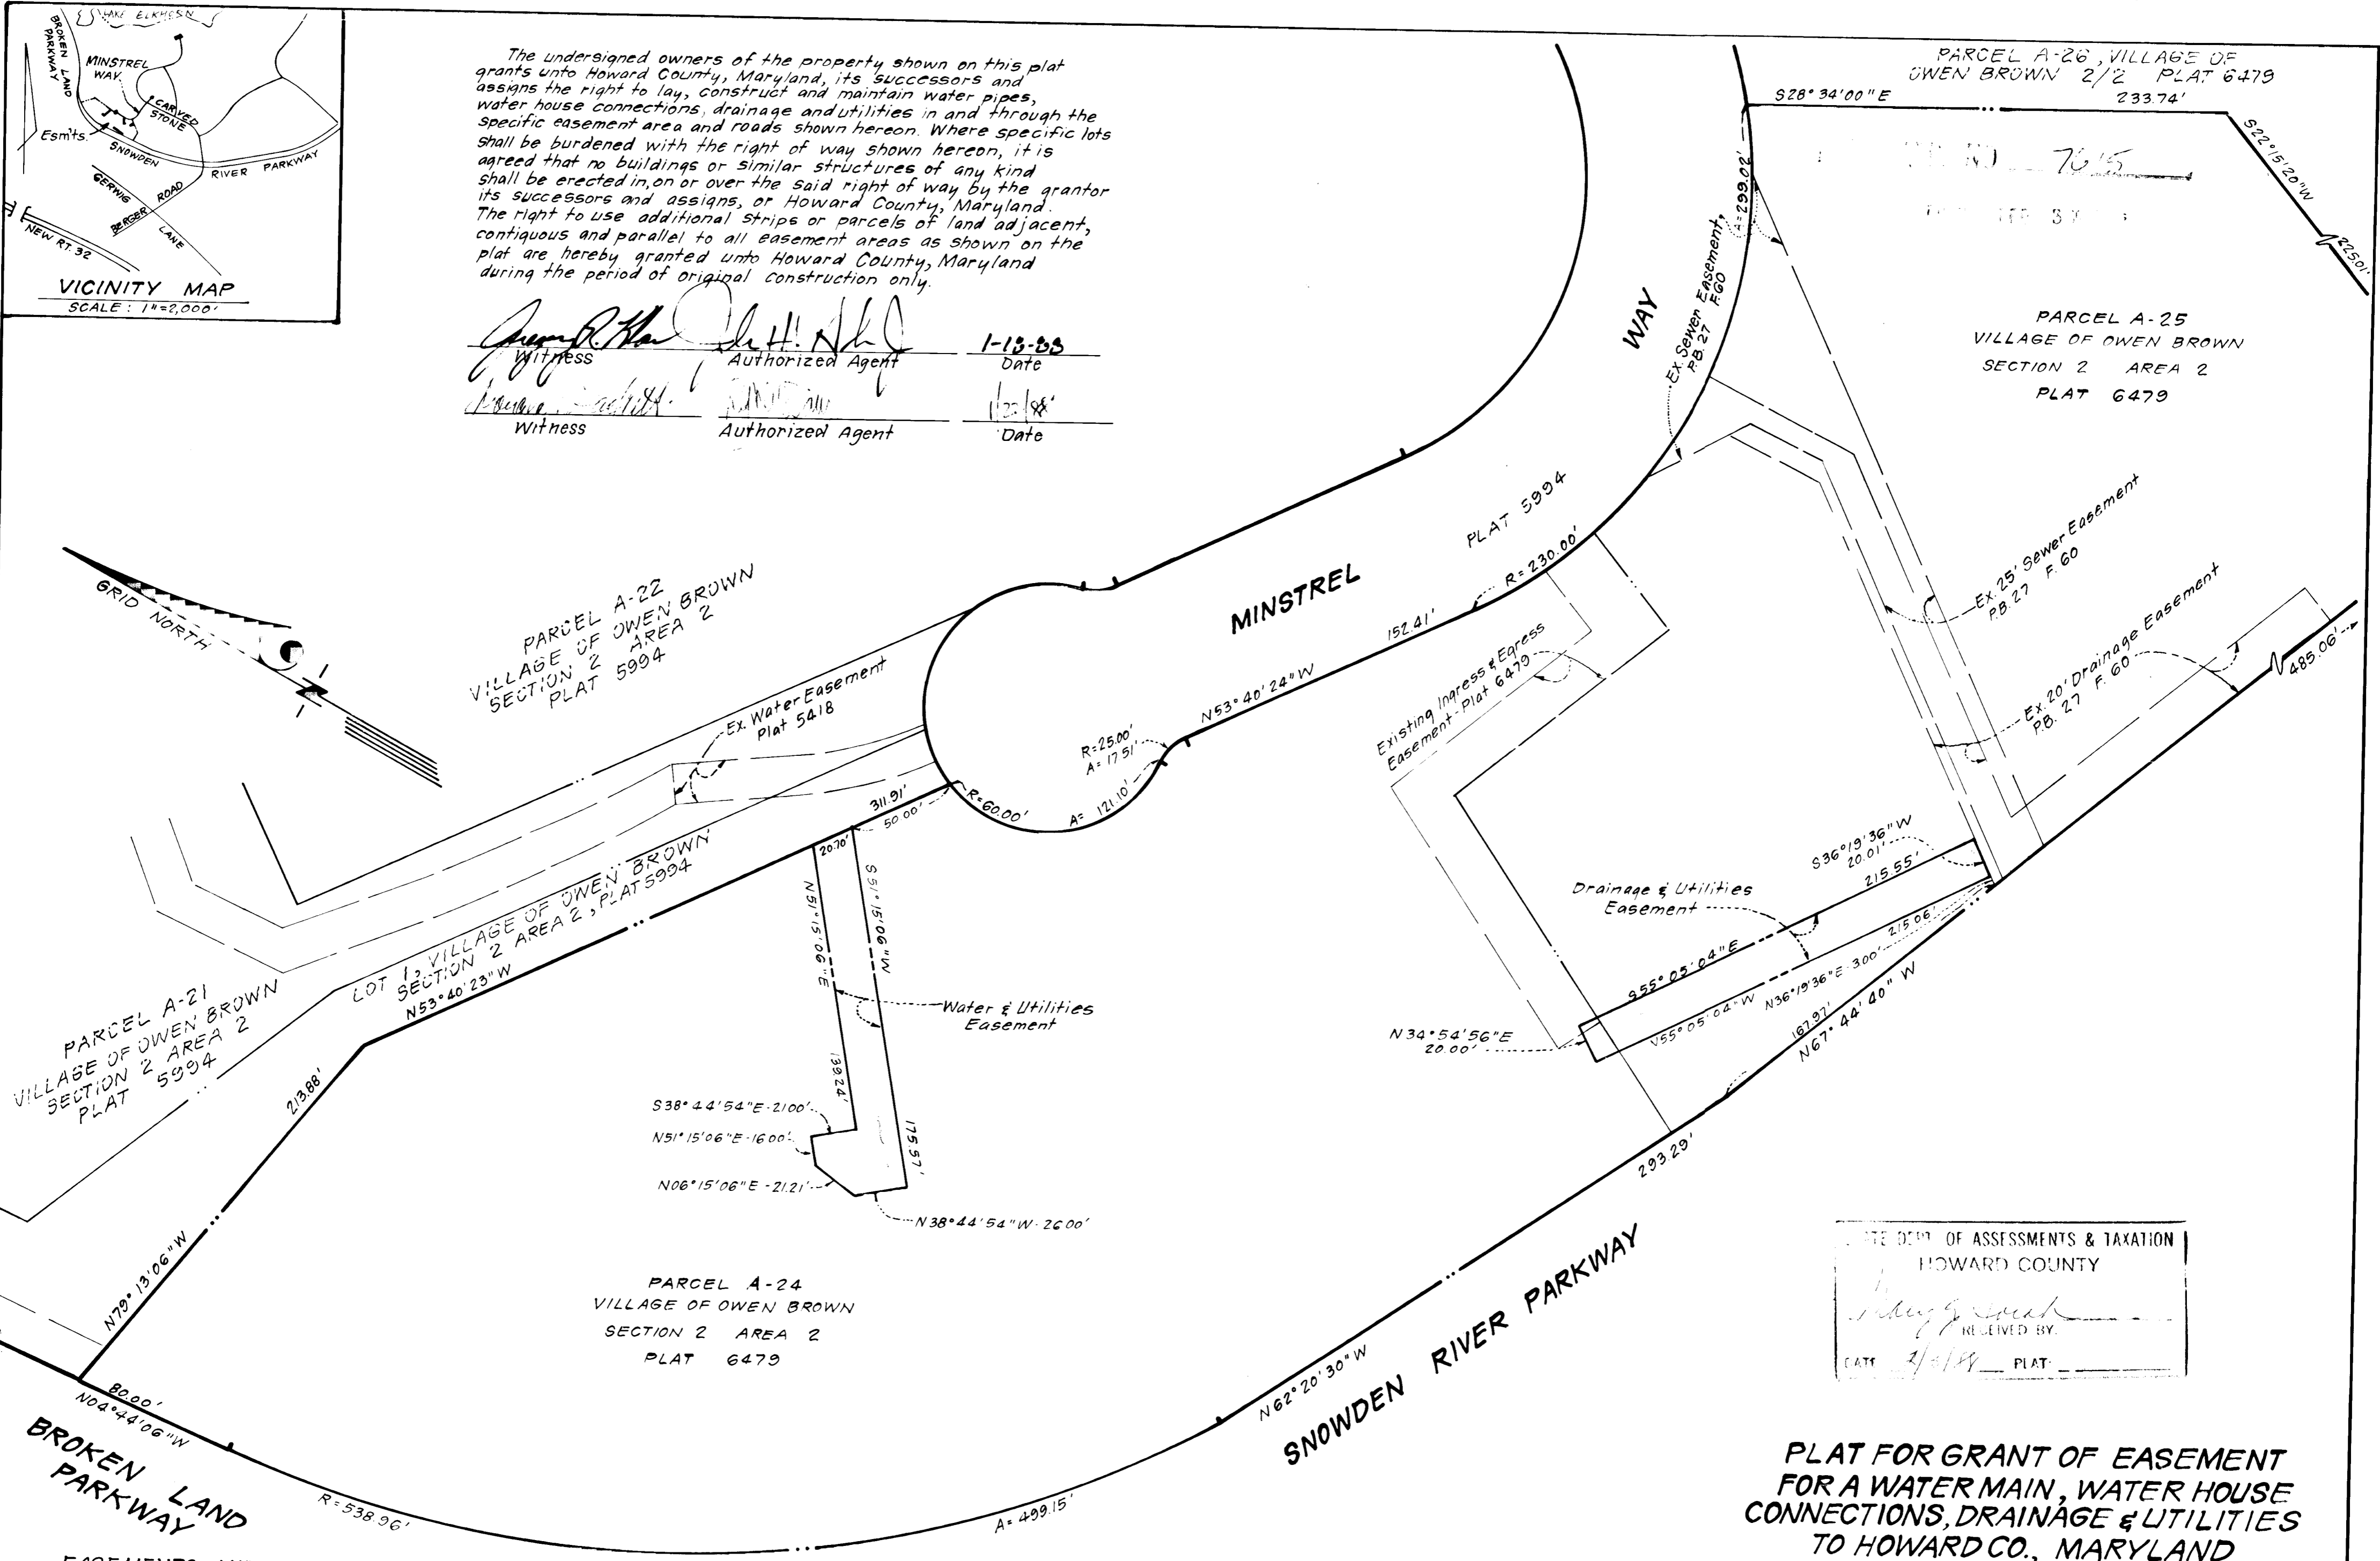 LAKE ELKHORN
BROKEN LAND
PARKWAY
MINSTREL
WAY
CARVED
STONE
Esm'ts.
SNOWDEN
RIVER PARKWAY
GERWIG
LANE
BERGER ROAD
NEW RT. 32
VICINITY MAP
SCALE: 1"=2,000'
The undersigned owners of the property shown on this plat
grants unto Howard County, Maryland, its successors and
assigns the right to lay, construct and maintain water pipes,
water house connections, drainage and utilities in and through the
specific easement area and roads shown hereon. Where specific lots
shall be burdened with the right of way shown hereon, it is
agreed that no buildings or similar structures of any kind
shall be erected in, on or over the said right of way by the grantor
its successors and assigns, or Howard County, Maryland.
The right to use additional strips or parcels of land adjacent,
contiquous and parallel to all easement areas as shown on the
plat are hereby granted unto Howard County, Maryland
during the period of original construction only.
1-18-88
Witness Authorized Agent Date
1/22/88
Witness Authorized Agent Date
PARCEL A-26, VILLAGE OF
OWEN BROWN 2/2 PLAT 6479
S28°34'00"E
233.74'
S22°15'20"W
225.01'
7615
A=299.02'
Ex. Sewer Easement,
P.B. 27 F.60
PARCEL A-25
VILLAGE OF OWEN BROWN
SECTION 2 AREA 2
PLAT 6479
WAY
PLAT 5994
MINSTREL
R=230.00'
152.41'
N53°40'24"W
Ex. 25' Sewer Easement
P.B. 27 F. 60
Ex. 20' Drainage Easement
P.B. 27 F. 60
485.06'
GRID NORTH
PARCEL A-22
VILLAGE OF OWEN BROWN
SECTION 2 AREA 2
PLAT 5994
Ex. Water Easement
Plat 5418
Existing Ingress & Egress
Easement-Plat 6479
R=25.00'
A=17.51'
R=60.00'
A= 121.10'
311.91'
50.00'
20.70'
S51°15'06"W
N51°15'06"E
LOT 1, VILLAGE OF OWEN BROWN
SECTION 2 AREA 2, PLAT 5994
N53°40'23"W
PARCEL A-21
VILLAGE OF OWEN BROWN
SECTION 2 AREA 2
PLAT 5994
S36°19'36"W
20.01'
215.55'
Drainage & Utilities
Easement
215.06'
S55°05'04"E
N55°05'04"W
N36°19'36"E-3.00'
N34°54'56"E
20.00'
167.97'
N67°44'40"W
Water & Utilities
Easement
139.24'
175.57'
S38°44'54"E-21.00'
N51°15'06"E-16.00'
N06°15'06"E-21.21'
N38°44'54"W-26.00'
213.88'
N79°13'06"W
293.29'
PARCEL A-24
VILLAGE OF OWEN BROWN
SECTION 2 AREA 2
PLAT 6479
N62°20'30"W
SNOWDEN RIVER PARKWAY
DEPT. OF ASSESSMENTS & TAXATION
HOWARD COUNTY
RECEIVED BY:
DATE PLAT:
80.00'
N04°44'06"W
BROKEN LAND
PARKWAY
R=538.96'
A=499.15'
PLAT FOR GRANT OF EASEMENT
FOR A WATER MAIN, WATER HOUSE
CONNECTIONS, DRAINAGE & UTILITIES
TO HOWARD CO., MARYLAND